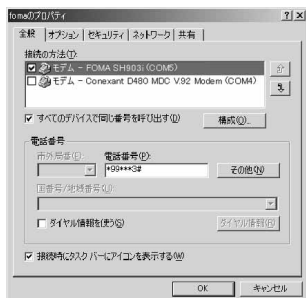 fomaのプロパティ
全般 オプション セキュリティ ネットワーク 共有
接続の方法(T):
モデム - FOMA SH903i (COM5)
モデム - Conexant D480 MDC V.92 Modem (COM4)
すべてのデバイスで同じ番号を呼び出す(D)
構成(O)...
電話番号
市外局番(E): 電話番号(P):
*99***3#
その他(N)
国番号/地域番号(U):
ダイヤル情報を使う(S)
ダイヤル情報(R)
接続時にタスク バーにアイコンを表示する(W)
OK キャンセル